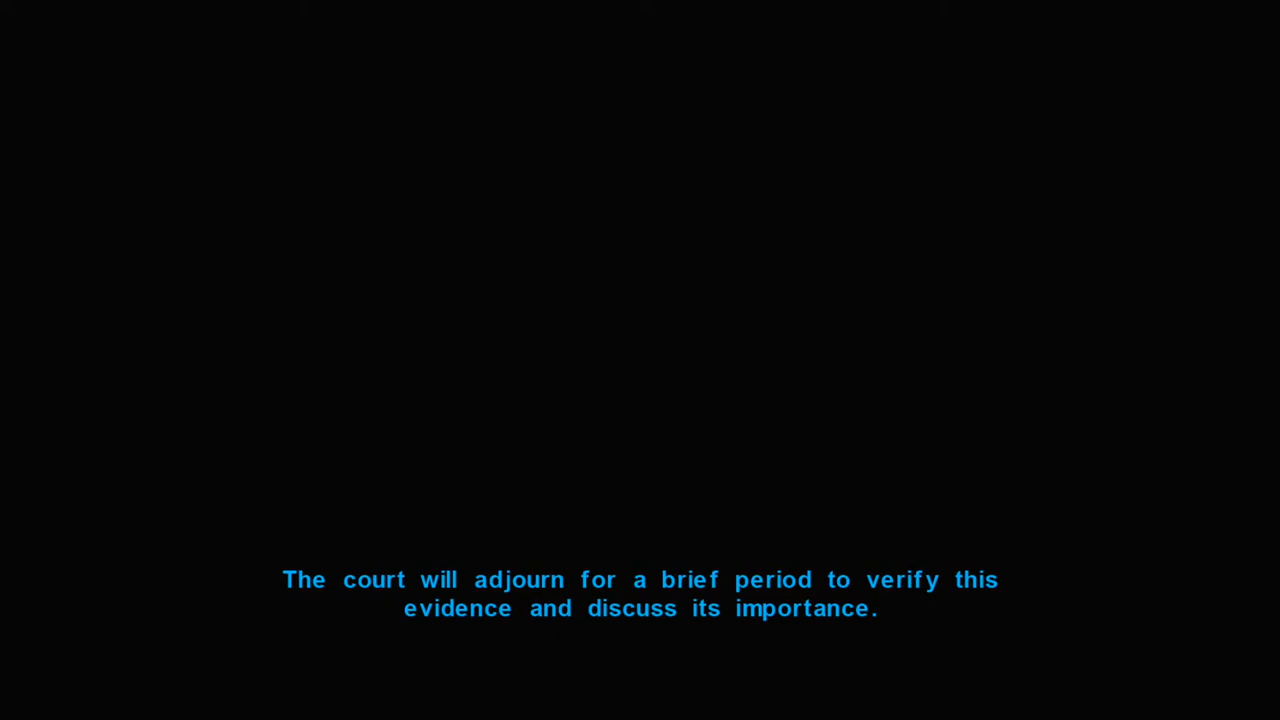 The court will adjourn for a brief period to verify this
evidence and discuss its importance.